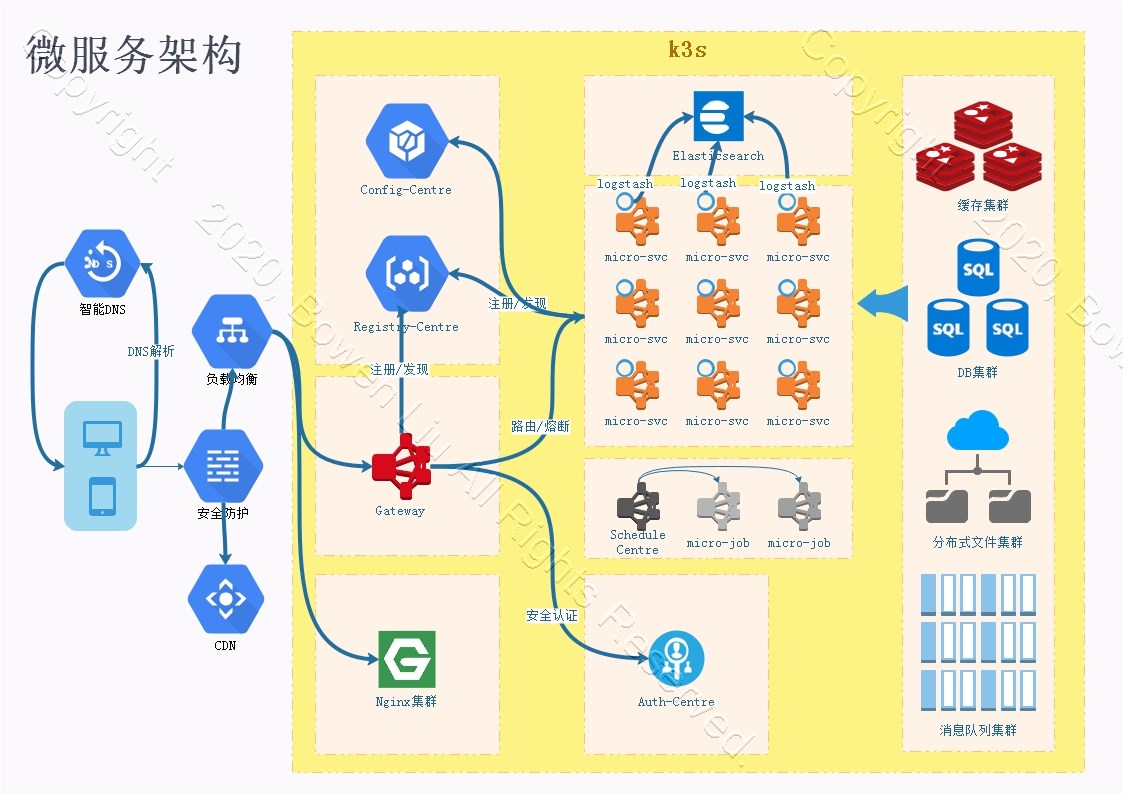 微服务架构
k3s
Config-Centre
Registry-Centre
注册/发现
注册/发现
Gateway
路由/熔断
安全认证
Nginx集群
Auth-Centre
Elasticsearch
logstash
logstash
logstash
micro-svc
micro-svc
micro-svc
micro-svc
micro-svc
micro-svc
micro-svc
micro-svc
micro-svc
Schedule
Centre
micro-job
micro-job
缓存集群
SQL
SQL
SQL
DB集群
分布式文件集群
消息队列集群
智能DNS
DNS解析
负载均衡
安全防护
CDN
Copyright 2020, BowenLiu All Rights Reserved.
Copyright 2020, Bowen